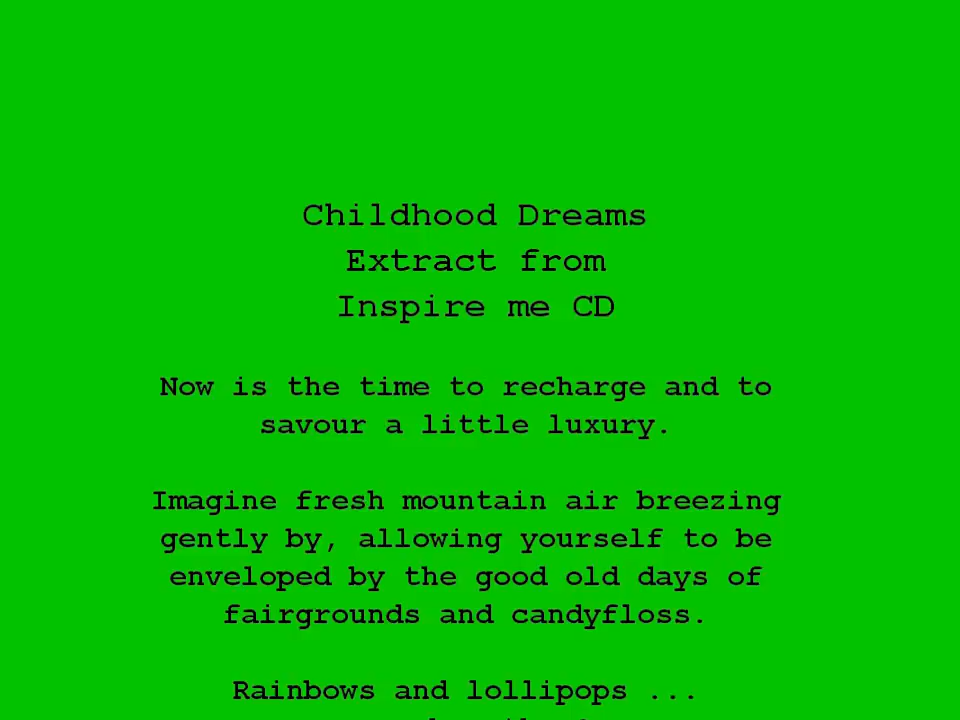 Childhood Dreams
Extract from
Inspire me CD
Now is the time to recharge and to
savour a little luxury.
Imagine fresh mountain air breezing
gently by, allowing yourself to be
enveloped by the good old days of
fairgrounds and candyfloss.
Rainbows and lollipops ...